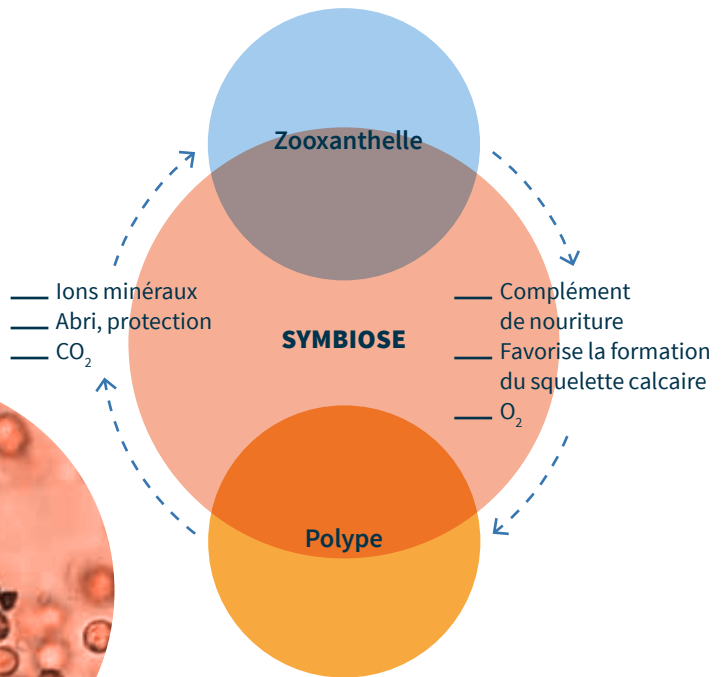 Zooxanthelle
Ions minéraux
Abri, protection
CO₂
SYMBIOSE
Complément
de nouriture
Favorise la formation
du squelette calcaire
O₂
Polype